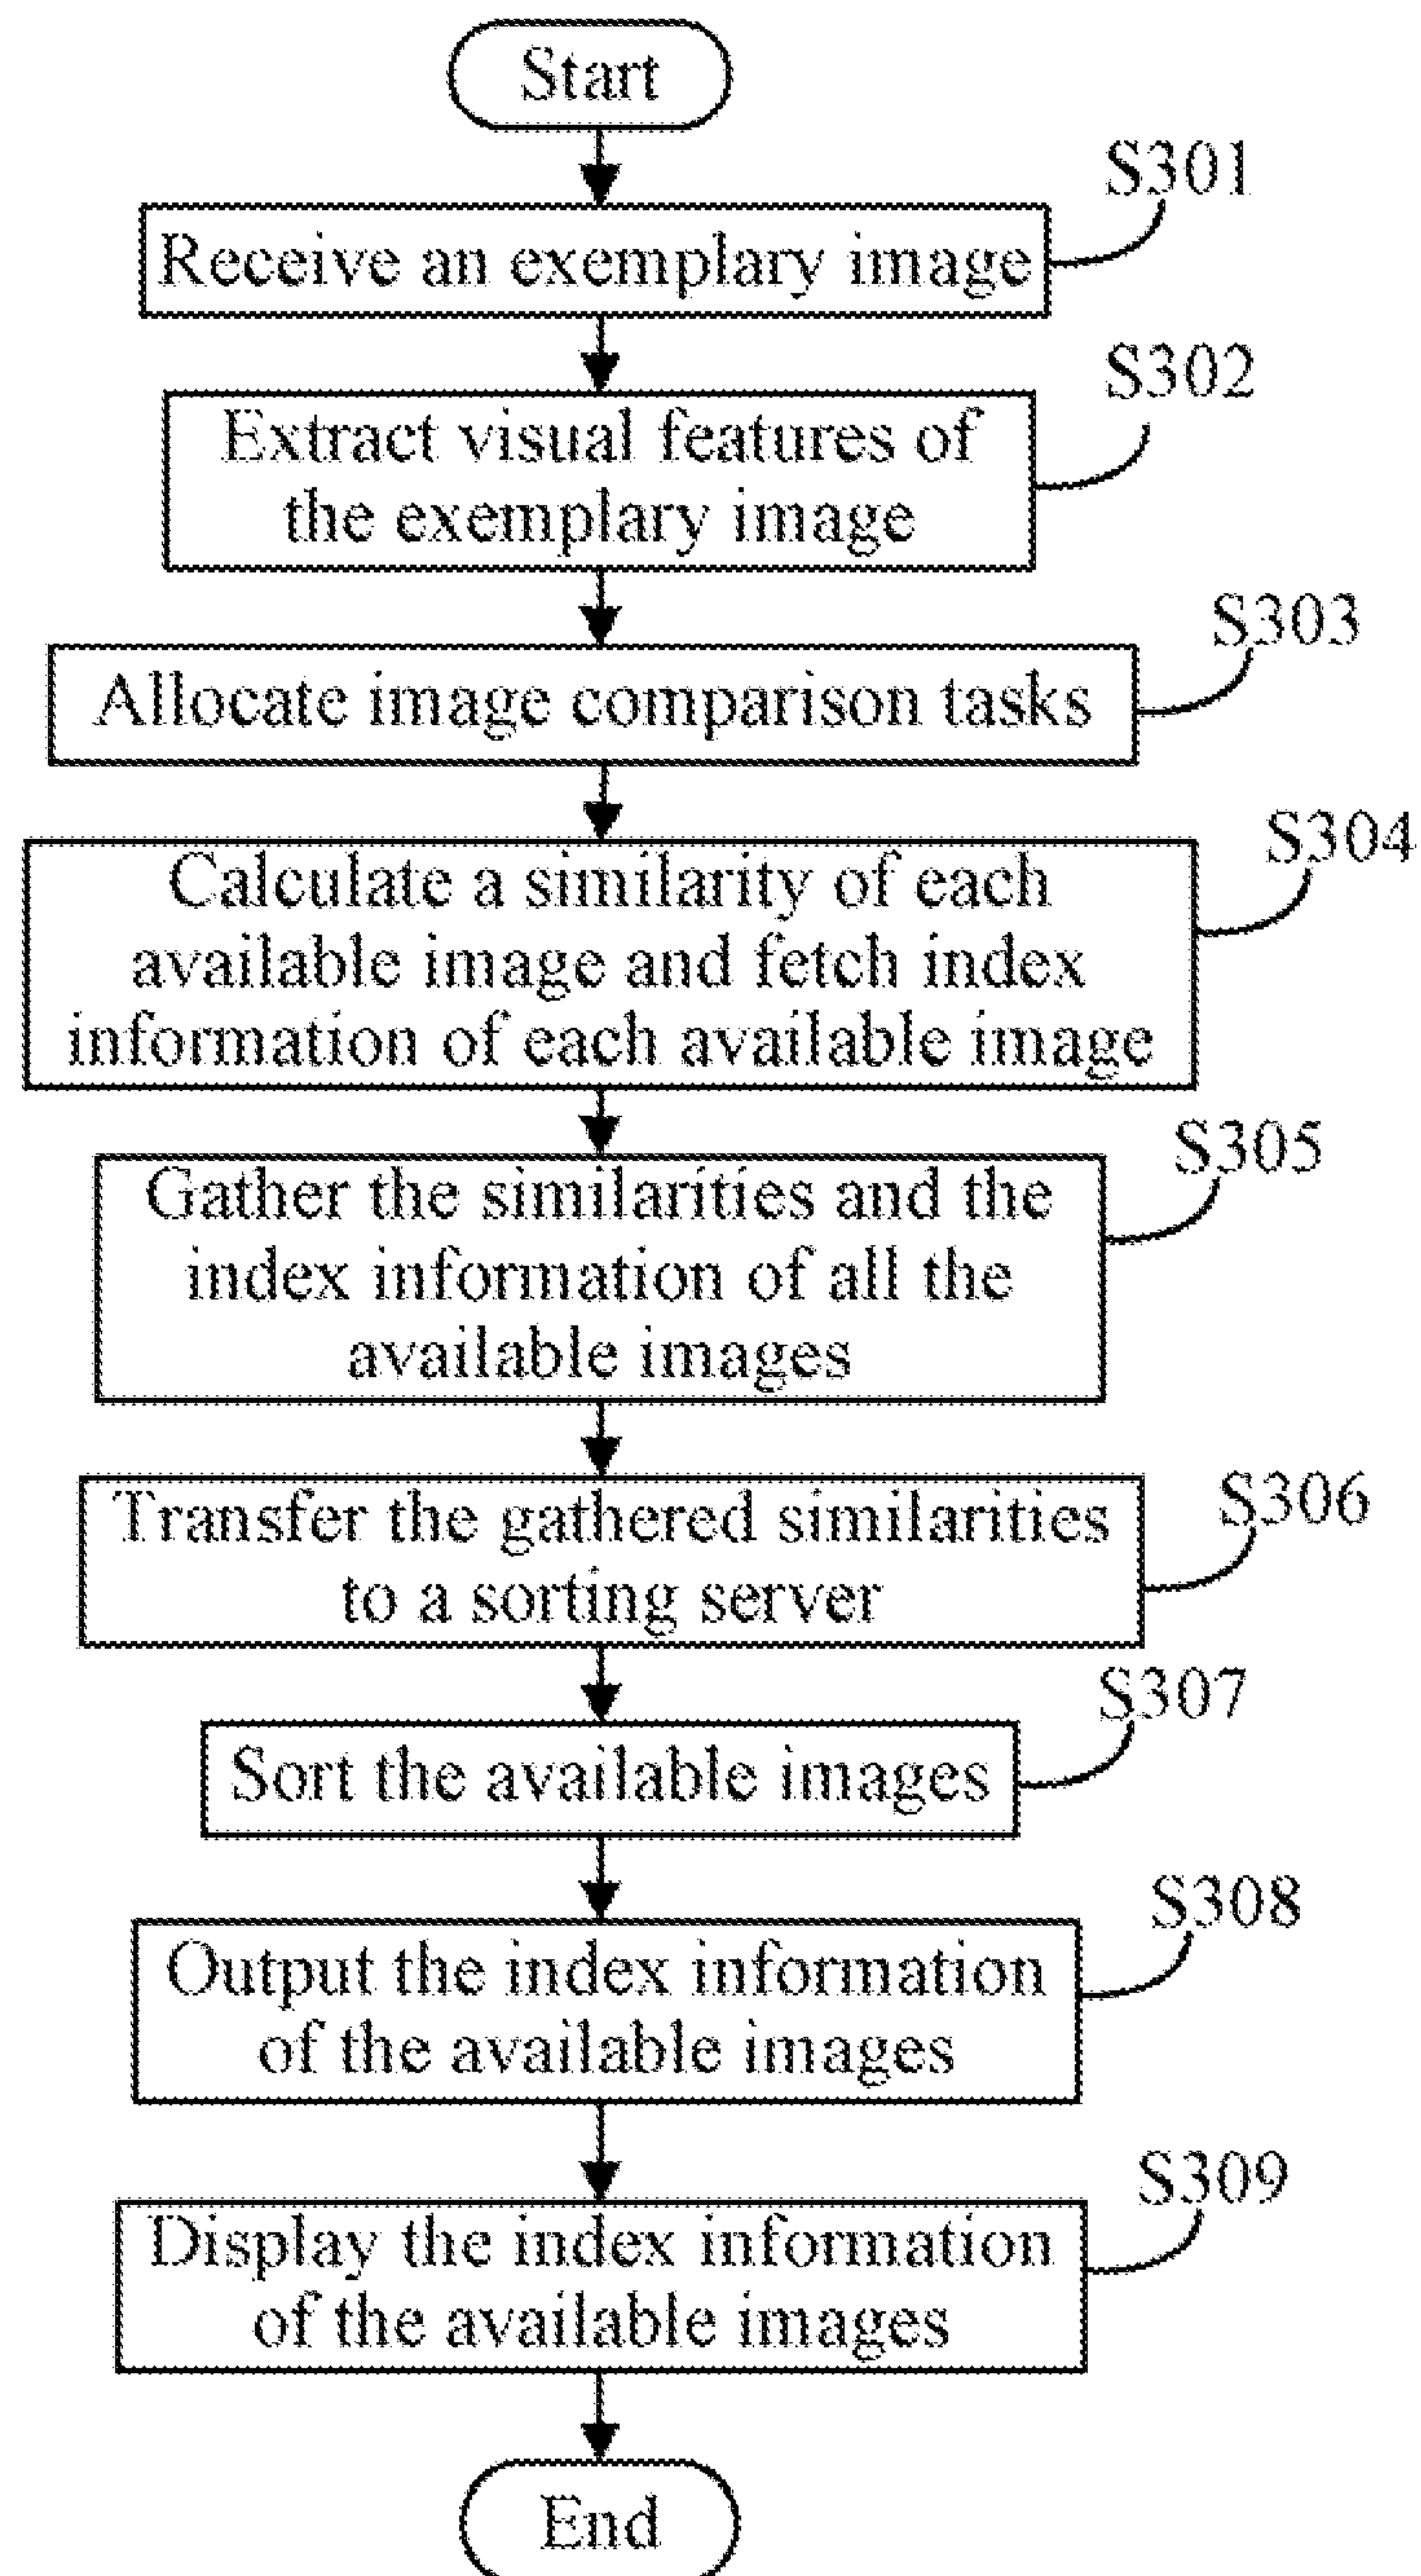 Start
S301
Receive an exemplary image
S302
Extract visual features of
the exemplary image
S303
Allocate image comparison tasks
S304
Calculate a similarity of each
available image and fetch index
information of each available image
S305
Gather the similarities and the
index information of all the
available images
S306
Transfer the gathered similarities
to a sorting server
S307
Sort the available images
S308
Output the index information
of the available images
S309
Display the index information
of the available images
End